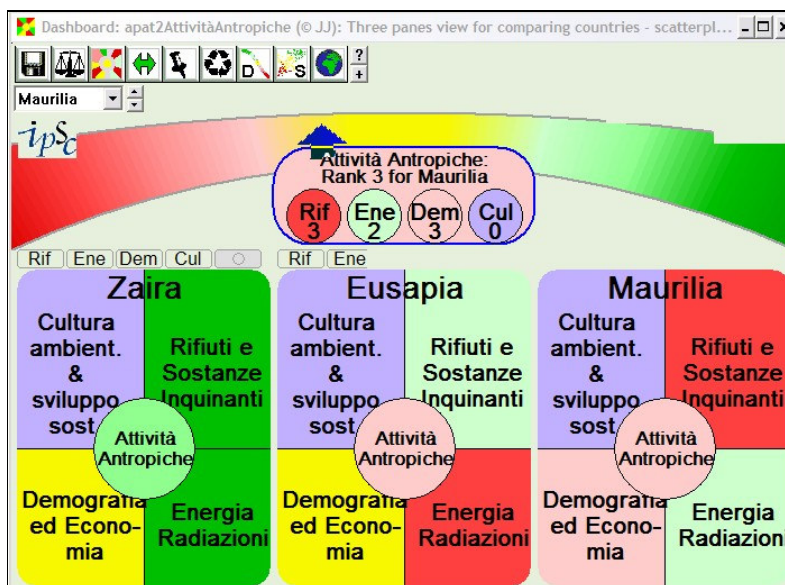 Dashboard: apat2AttivitàAntropiche (© JJ): Three panes view for comparing countries - scatterpl...
D S ? +
Maurilia
ipSc
Attività Antropiche:
Rank 3 for Maurilia
Rif Ene Dem Cul
3 2 3 0
Rif Ene Dem Cul Rif Ene
Zaira
Cultura
ambient.
&
sviluppo
sost.
Rifiuti e
Sostanze
Inquinanti
Attività
Antropiche
Demografia
ed Econo-
mia
Energia
Radiazioni
Eusapia
Cultura
ambient.
&
sviluppo
sost.
Rifiuti e
Sostanze
Inquinanti
Attività
Antropiche
Demografia
ed Econo-
mia
Energia
Radiazioni
Maurilia
Cultura
ambient.
&
sviluppo
sost.
Rifiuti e
Sostanze
Inquinanti
Attività
Antropiche
Demografia
ed Econo-
mia
Energia
Radiazioni